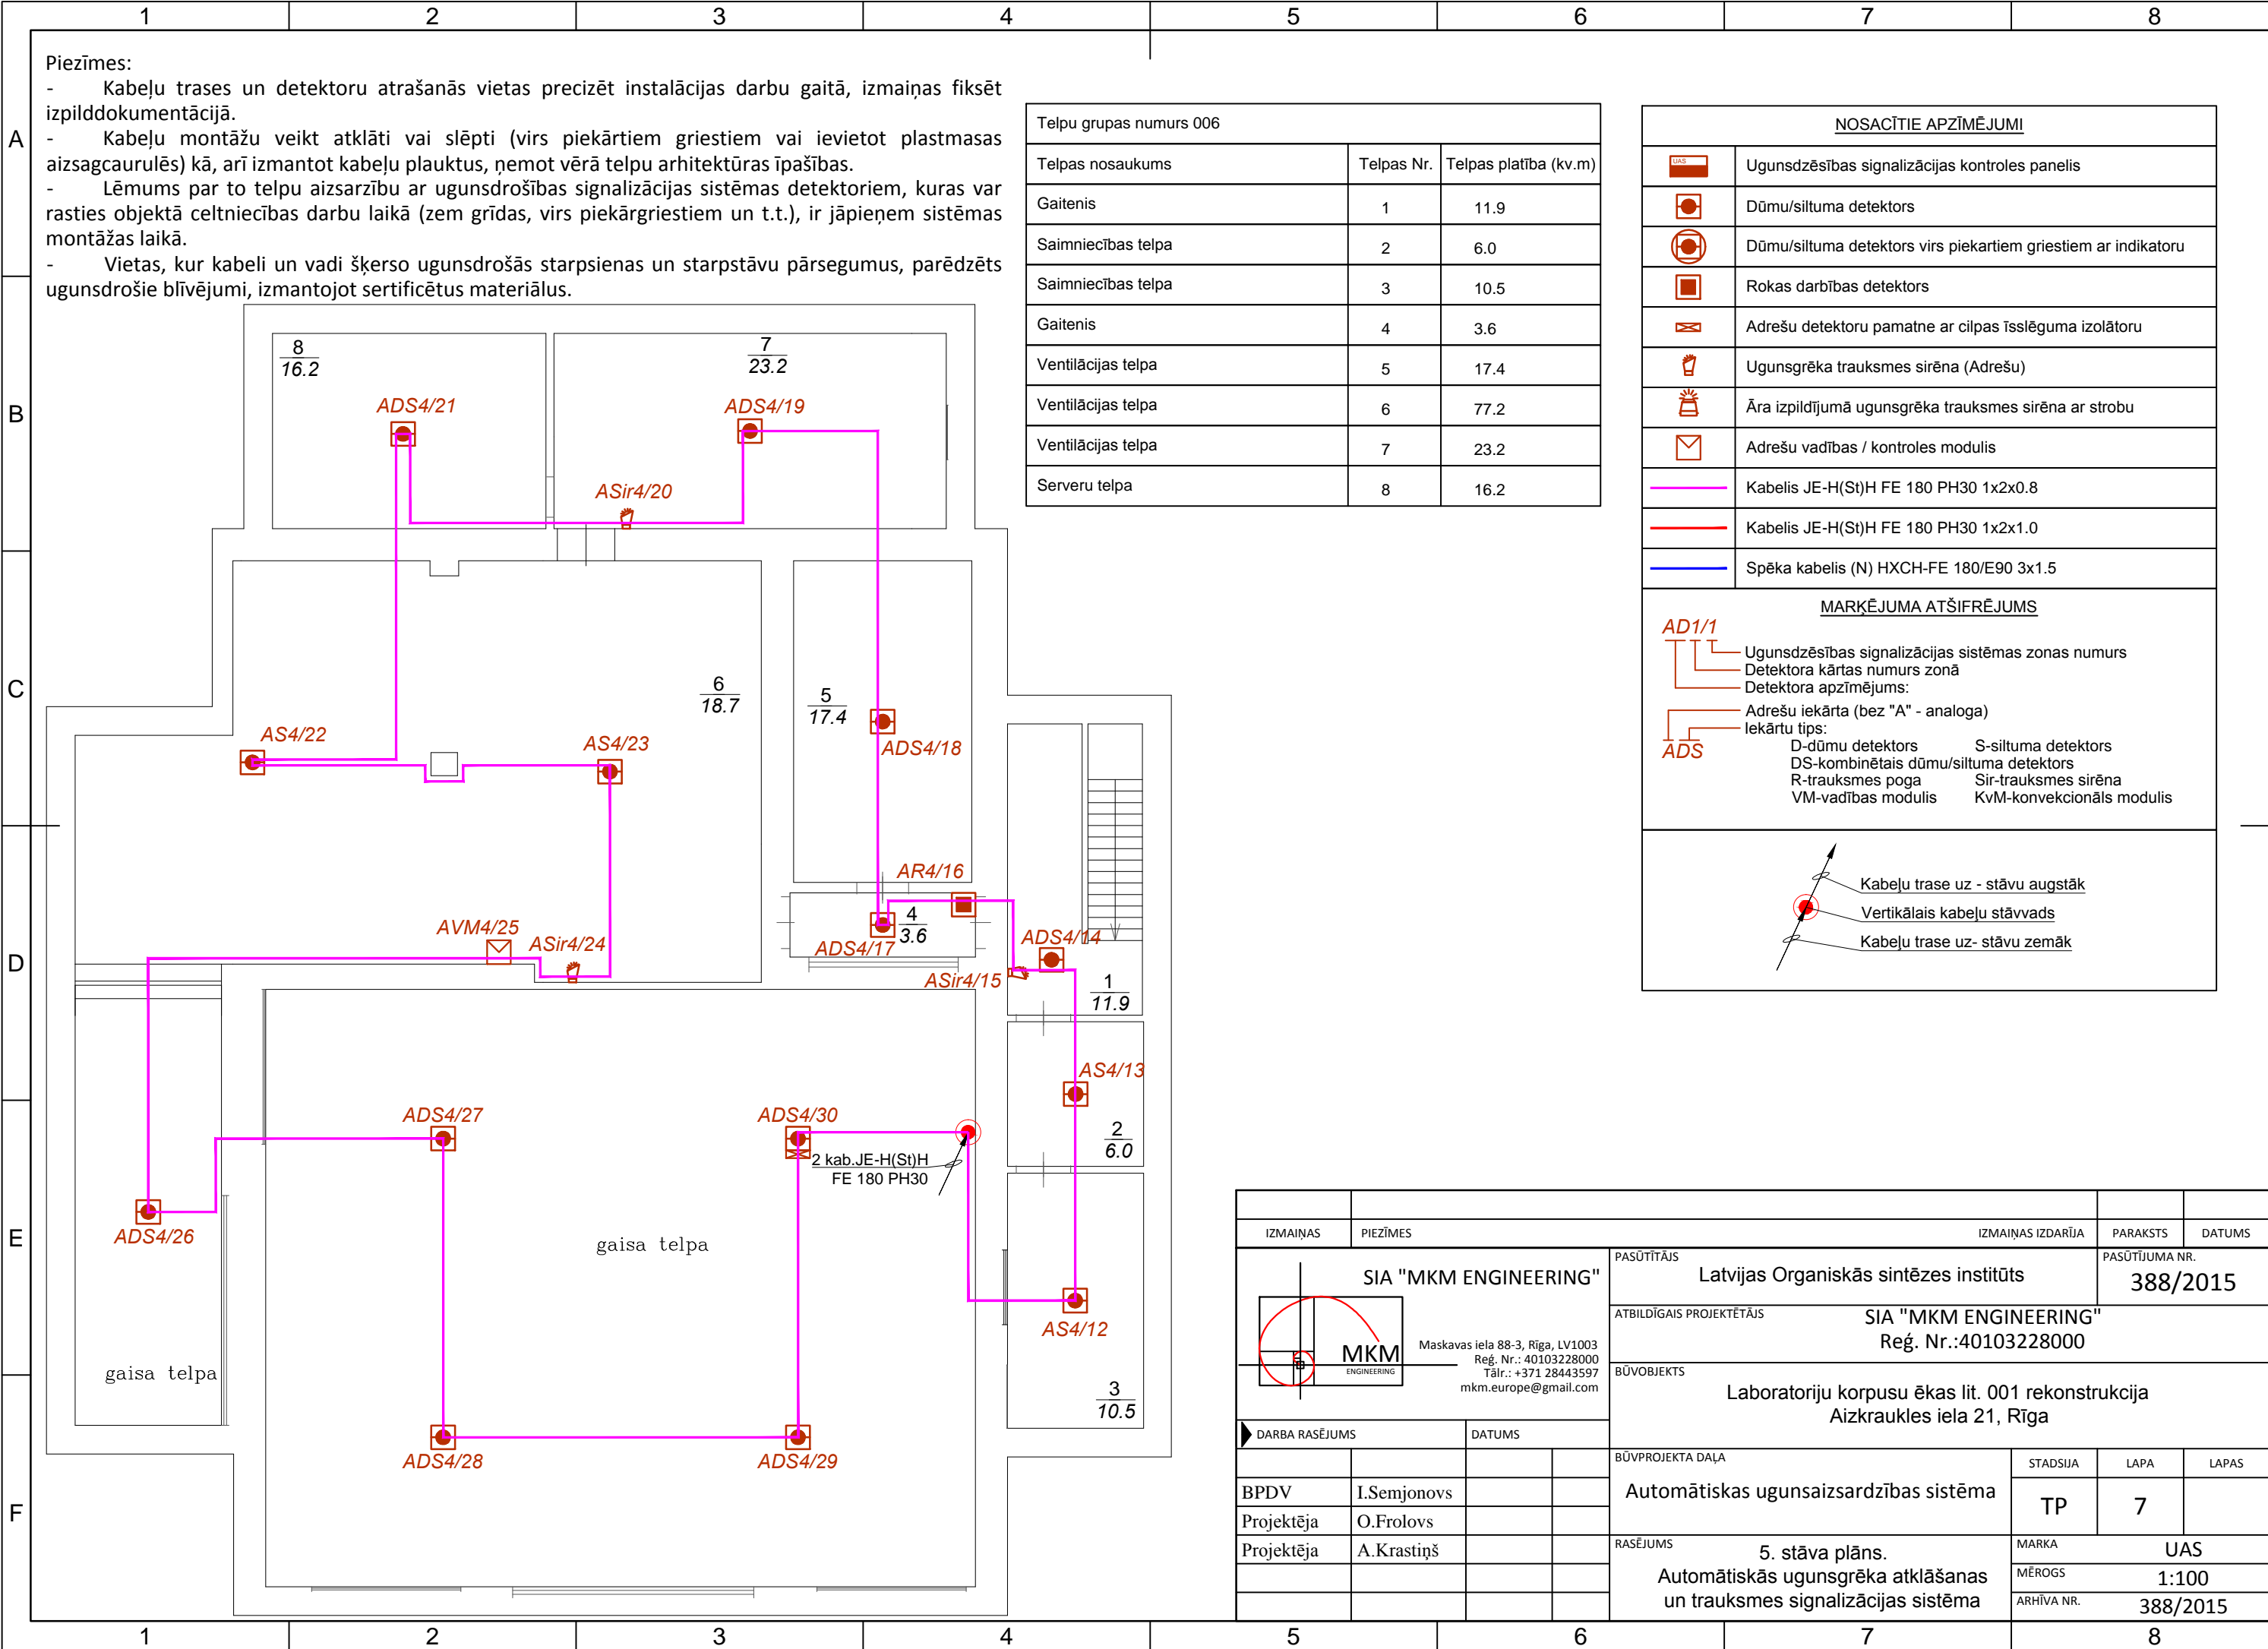 1 2 3 4 5 6 7 8
A
B
C
D
E
F
Piezīmes:
- Kabeļu trases un detektoru atrašanās vietas precizēt instalācijas darbu gaitā, izmaiņas fiksēt
izpilddokumentācijā.
- Kabeļu montāžu veikt atklāti vai slēpti (virs piekārtiem griestiem vai ievietot plastmasas
aizsagcaurulēs) kā, arī izmantot kabeļu plauktus, ņemot vērā telpu arhitektūras īpašības.
- Lēmums par to telpu aizsarzību ar ugunsdrošības signalizācijas sistēmas detektoriem, kuras var
rasties objektā celtniecības darbu laikā (zem grīdas, virs piekārgriestiem un t.t.), ir jāpieņem sistēmas
montāžas laikā.
- Vietas, kur kabeli un vadi šķerso ugunsdrošās starpsienas un starpstāvu pārsegumus, parēdzēts
ugunsdrošie blīvējumi, izmantojot sertificētus materiālus.
Telpu grupas numurs 006
Telpas nosaukums Telpas Nr. Telpas platība (kv.m)
Gaitenis 1 11.9
Saimniecības telpa 2 6.0
Saimniecības telpa 3 10.5
Gaitenis 4 3.6
Ventilācijas telpa 5 17.4
Ventilācijas telpa 6 77.2
Ventilācijas telpa 7 23.2
Serveru telpa 8 16.2
NOSACĪTIE APZĪMĒJUMI
UAS Ugunsdzēsības signalizācijas kontroles panelis
Dūmu/siltuma detektors
Dūmu/siltuma detektors virs piekartiem griestiem ar indikatoru
Rokas darbības detektors
Adrešu detektoru pamatne ar cilpas īsslēguma izolātoru
Ugunsgrēka trauksmes sirēna (Adrešu)
Āra izpildījumā ugunsgrēka trauksmes sirēna ar strobu
Adrešu vadības / kontroles modulis
Kabelis JE-H(St)H FE 180 PH30 1x2x0.8
Kabelis JE-H(St)H FE 180 PH30 1x2x1.0
Spēka kabelis (N) HXCH-FE 180/E90 3x1.5
MARĶĒJUMA ATŠIFRĒJUMS
AD1/1
Ugunsdzēsības signalizācijas sistēmas zonas numurs
Detektora kārtas numurs zonā
Detektora apzīmējums:
Adrešu iekārta (bez "A" - analoga)
Iekārtu tips:
ADS
D-dūmu detektors S-siltuma detektors
DS-kombinētais dūmu/siltuma detektors
R-trauksmes poga Sir-trauksmes sirēna
VM-vadības modulis KvM-konvekcionāls modulis
Kabeļu trase uz - stāvu augstāk
Vertikālais kabeļu stāvvads
Kabeļu trase uz- stāvu zemāk
8
16.2
7
23.2
ADS4/21
ADS4/19
ASir4/20
6
18.7
5
17.4
AS4/22
AS4/23
ADS4/18
AR4/16
4
3.6
AVM4/25
ASir4/24
ADS4/17
ADS4/14
ASir4/15
1
11.9
AS4/13
ADS4/27
ADS4/30
2
6.0
2 kab.JE-H(St)H
FE 180 PH30
ADS4/26
gaisa telpa
AS4/12
gaisa telpa
3
10.5
ADS4/28
ADS4/29
IZMAIŅAS PIEZĪMES IZMAIŅAS IZDARĪJA PARAKSTS DATUMS
SIA "MKM ENGINEERING"
MKM
ENGINEERING
Maskavas iela 88-3, Rīga, LV1003
Reģ. Nr.: 40103228000
Tālr.: +371 28443597
mkm.europe@gmail.com
PASŪTĪTĀJS
Latvijas Organiskās sintēzes institūts
PASŪTĪJUMA NR.
388/2015
ATBILDĪGAIS PROJEKTĒTĀJS
SIA "MKM ENGINEERING"
Reģ. Nr.:40103228000
BŪVOBJEKTS
Laboratoriju korpusu ēkas lit. 001 rekonstrukcija
Aizkraukles iela 21, Rīga
DARBA RASĒJUMS DATUMS
BPDV I.Semjonovs
Projektēja O.Frolovs
Projektēja A.Krastiņš
BŪVPROJEKTA DAĻA
Automātiskas ugunsaizsardzības sistēma
STADSIJA LAPA LAPAS
TP 7
RASĒJUMS
5. stāva plāns.
Automātiskās ugunsgrēka atklāšanas
un trauksmes signalizācijas sistēma
MARKA UAS
MĒROGS 1:100
ARHĪVA NR. 388/2015
1 2 3 4 5 6 7 8